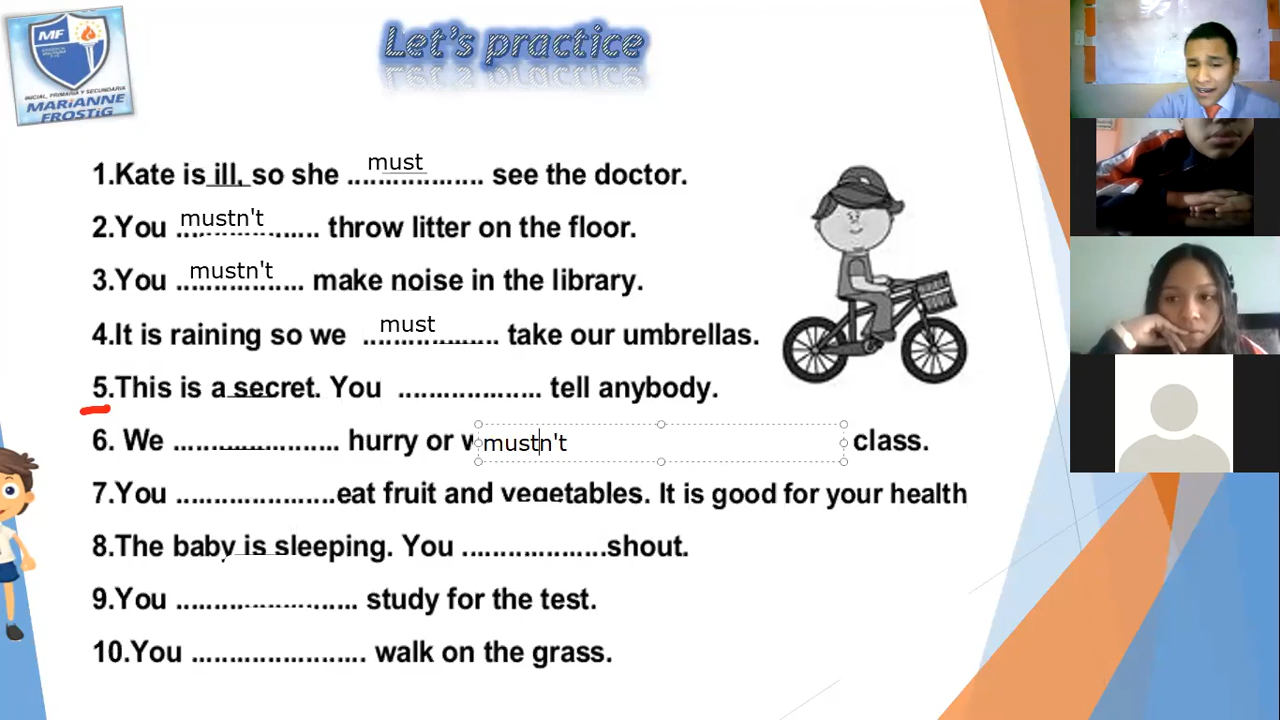 MF
INICIAL, PRIMARIA Y SECUNDARIA
MARiANNE
FROSTiG
Let's practice
1.Kate is ill, so she must .................. see the doctor.
2.You mustn't ................... throw litter on the floor.
3.You mustn't ................. make noise in the library.
4.It is raining so we must .................. take our umbrellas.
5.This is a secret. You ................... tell anybody.
6. We ...................... hurry or mustn't class.
7.You .....................eat fruit and vegetables. It is good for your health
8.The baby is sleeping. You ...................shout.
9.You ........................ study for the test.
10.You ....................... walk on the grass.